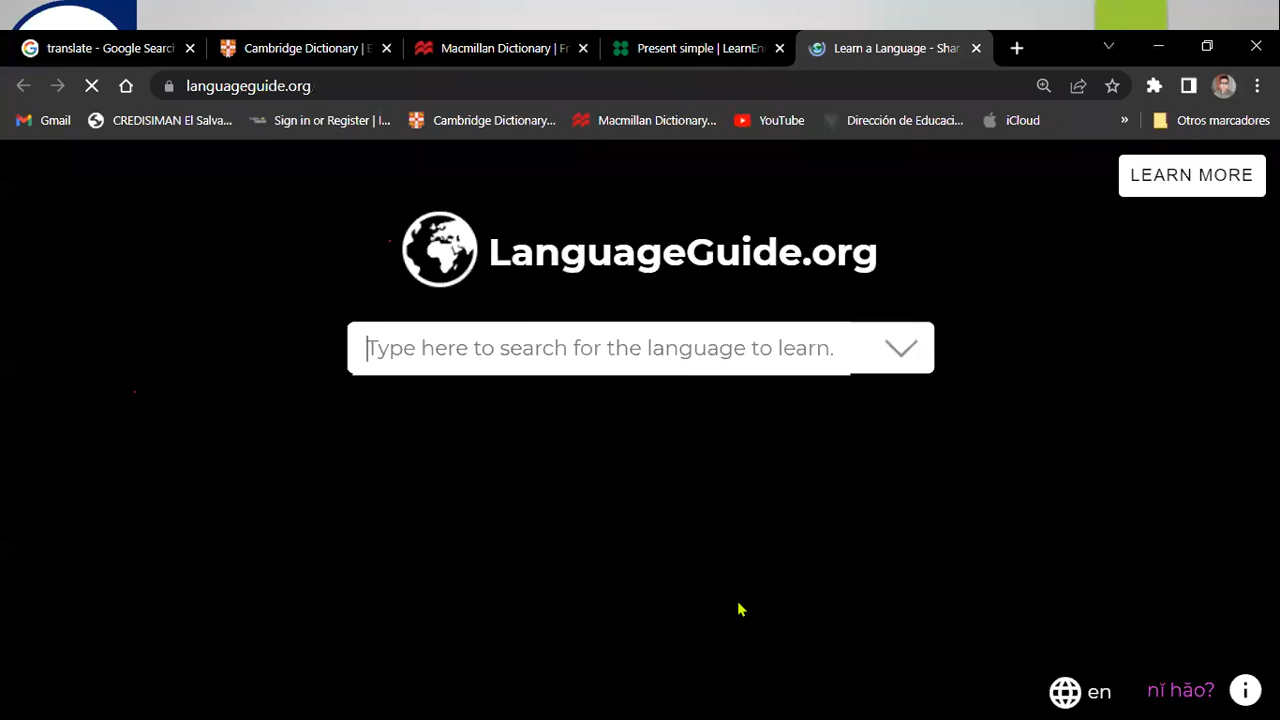 translate - Google Search
Cambridge Dictionary | E
Macmillan Dictionary | Fr
Present simple | LearnEn
Learn a Language - Shar
languageguide.org
Gmail
CREDISIMAN El Salva...
Sign in or Register | I...
Cambridge Dictionary...
Macmillan Dictionary...
YouTube
Dirección de Educaci...
iCloud
»
Otros marcadores
LEARN MORE
LanguageGuide.org
Type here to search for the language to learn.
en
nĭ hăo?
i